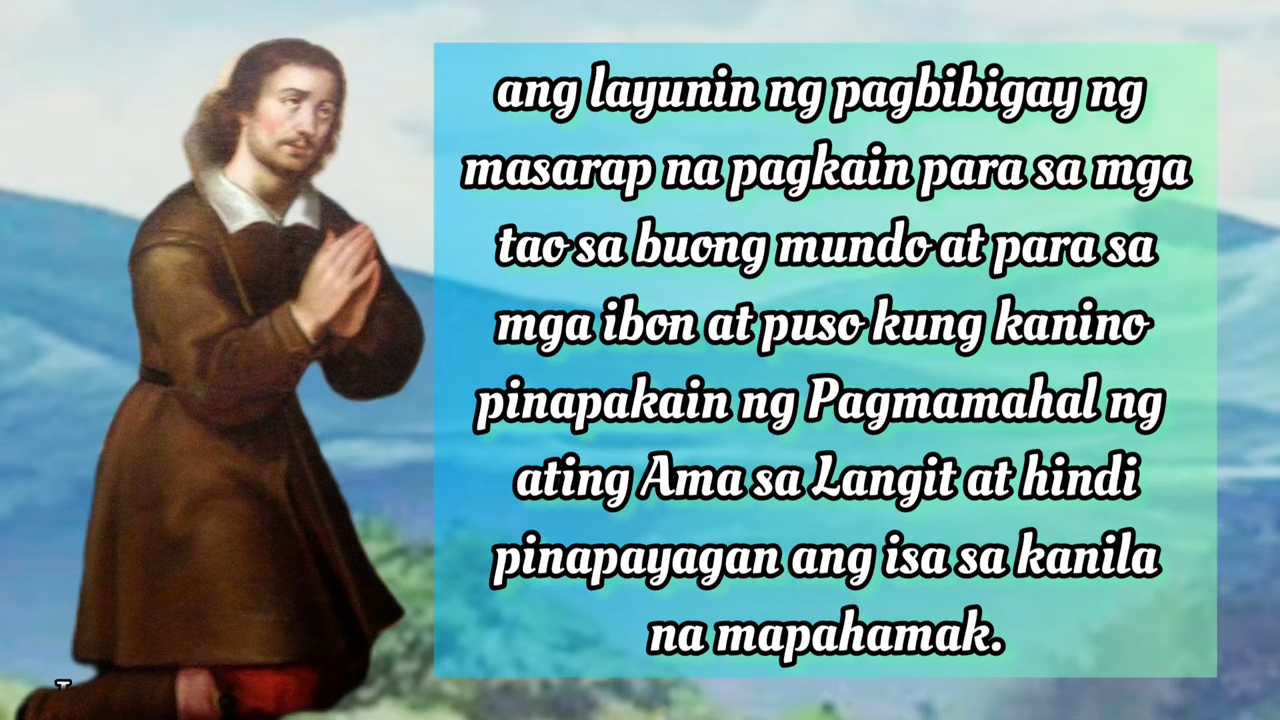 ang layunin ng pagbibigay ng
masarap na pagkain para sa mga
tao sa buong mundo at para sa
mga ibon at puso kung kanino
pinapakain ng Pagmamahal ng
ating Ama sa Langit at hindi
pinapayagan ang isa sa kanila
na mapahamak.